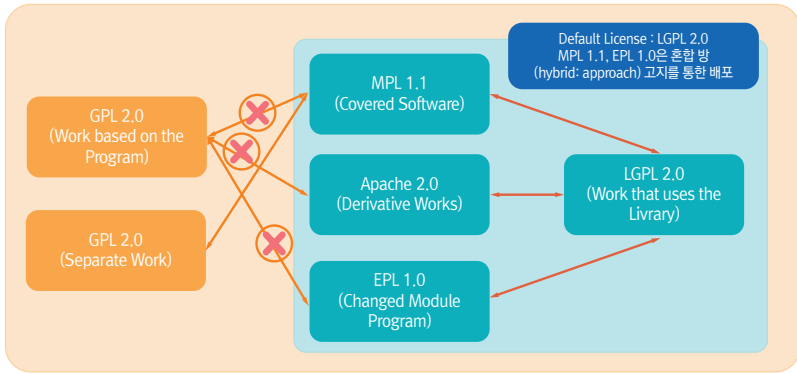 Default License : LGPL 2.0
MPL 1.1, EPL 1.0은 혼합 방
(hybrid: approach) 고지를 통한 배포
MPL 1.1
(Covered Software)
GPL 2.0
(Work based on the
Program)
Apache 2.0
(Derivative Works)
LGPL 2.0
(Work that uses the
Livrary)
GPL 2.0
(Separate Work)
EPL 1.0
(Changed Module
Program)